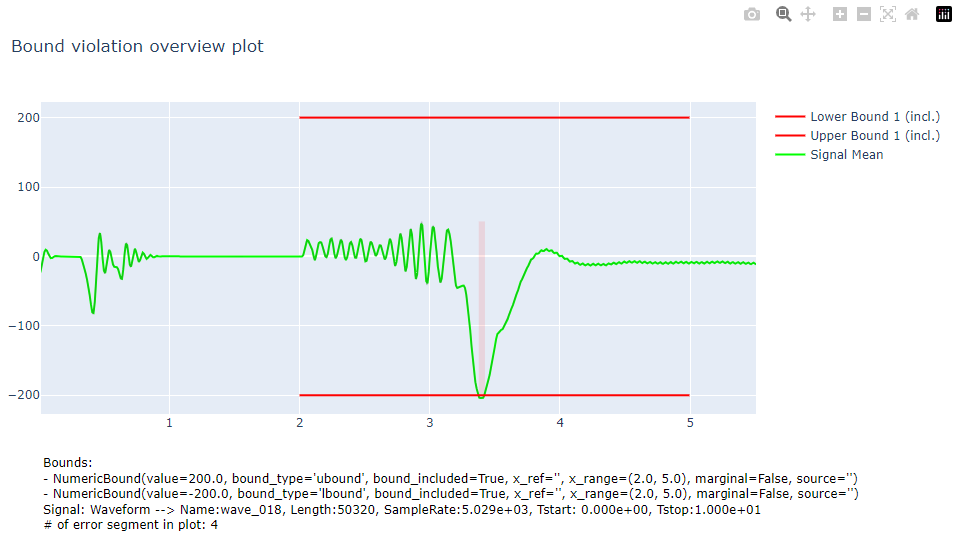 Bound violation overview plot
200
100
0
−100
−200
1
2
3
4
5
Lower Bound 1 (incl.)
Upper Bound 1 (incl.)
Signal Mean
Bounds:
- NumericBound(value=200.0, bound_type='ubound', bound_included=True, x_ref='', x_range=(2.0, 5.0), marginal=False, source='')
- NumericBound(value=-200.0, bound_type='lbound', bound_included=True, x_ref='', x_range=(2.0, 5.0), marginal=False, source='')
Signal: Waveform --> Name:wave_018, Length:50320, SampleRate:5.029e+03, Tstart: 0.000e+00, Tstop:1.000e+01
# of error segment in plot: 4